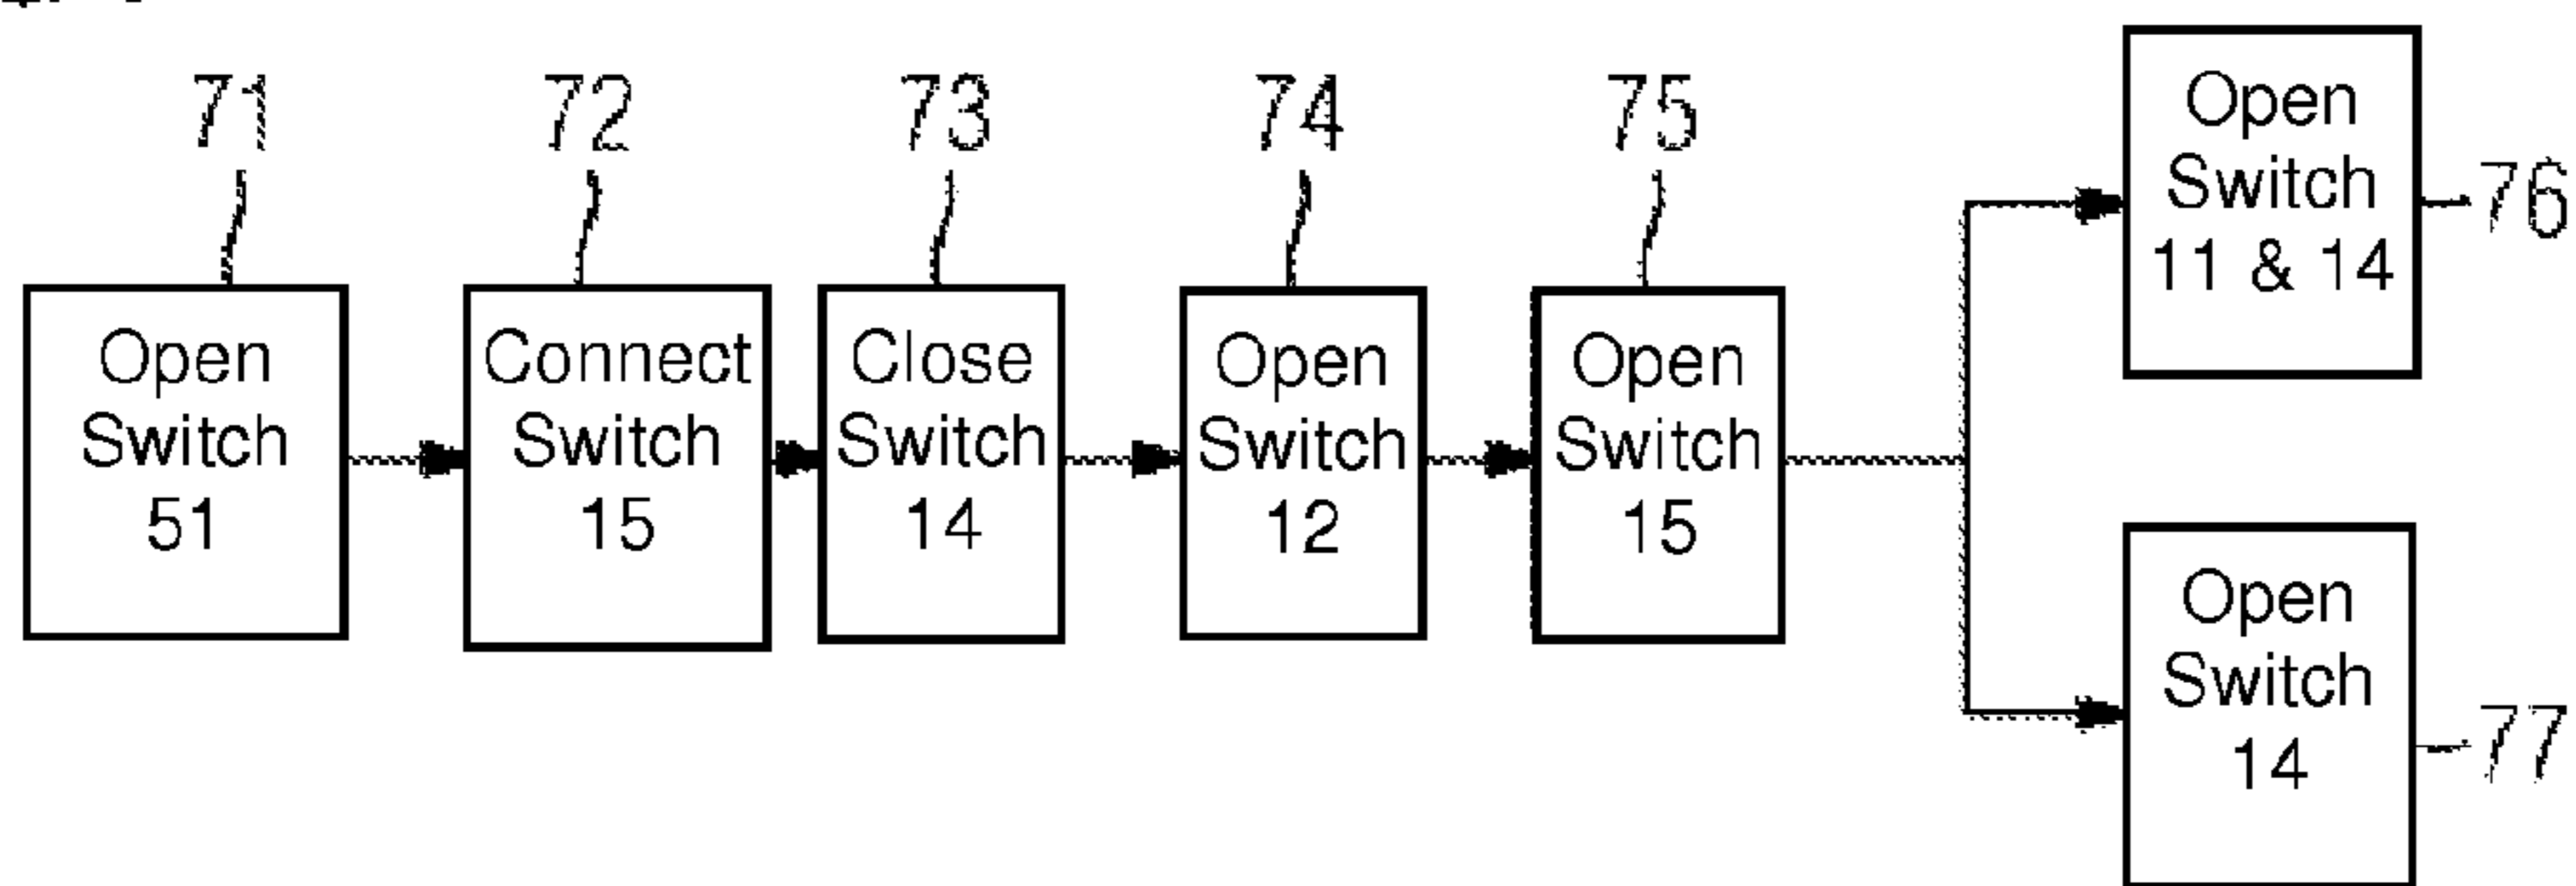 71
72
73
74
75
76
77
Open
Switch
51
Connect
Switch
15
Close
Switch
14
Open
Switch
12
Open
Switch
15
Open
Switch
11 & 14
Open
Switch
14